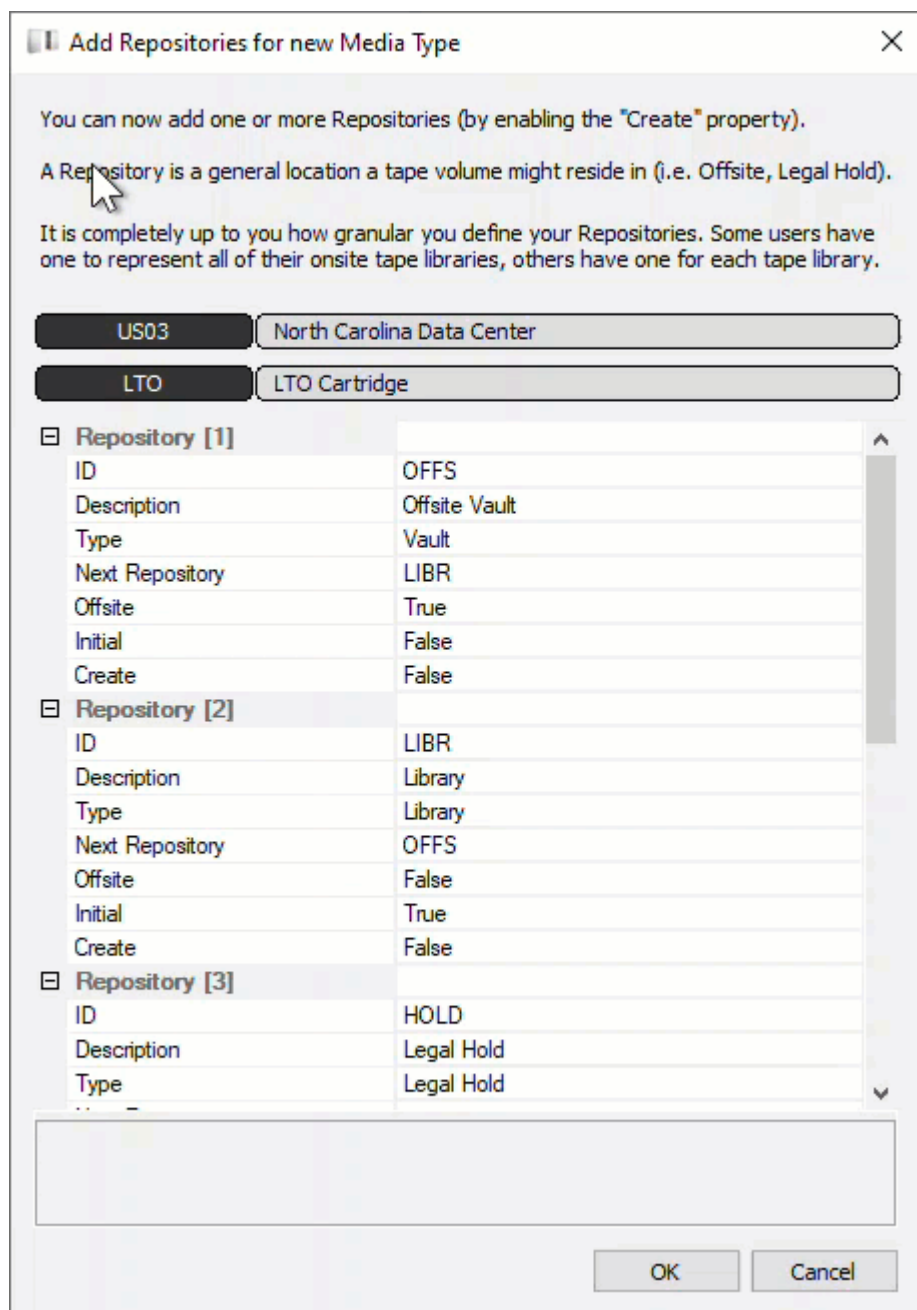 Add Repositories for new Media Type
You can now add one or more Repositories (by enabling the "Create" property).
A Repository is a general location a tape volume might reside in (i.e. Offsite, Legal Hold).
It is completely up to you how granular you define your Repositories. Some users have
one to represent all of their onsite tape libraries, others have one for each tape library.
US03 North Carolina Data Center
LTO LTO Cartridge
Repository [1]
ID OFFS
Description Offsite Vault
Type Vault
Next Repository LIBR
Offsite True
Initial False
Create False
Repository [2]
ID LIBR
Description Library
Type Library
Next Repository OFFS
Offsite False
Initial True
Create False
Repository [3]
ID HOLD
Description Legal Hold
Type Legal Hold
OK Cancel